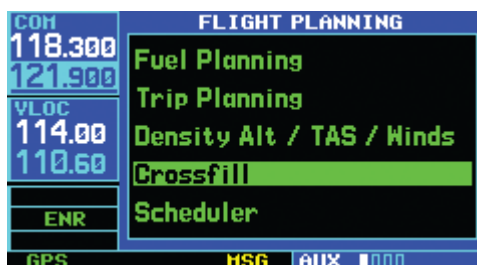 COM
118.300
121.900
VLOC
114.00
110.60
ENR
GPS
FLIGHT PLANNING
Fuel Planning
Trip Planning
Density Alt / TAS / Winds
Crossfill
Scheduler
MSG
AUX